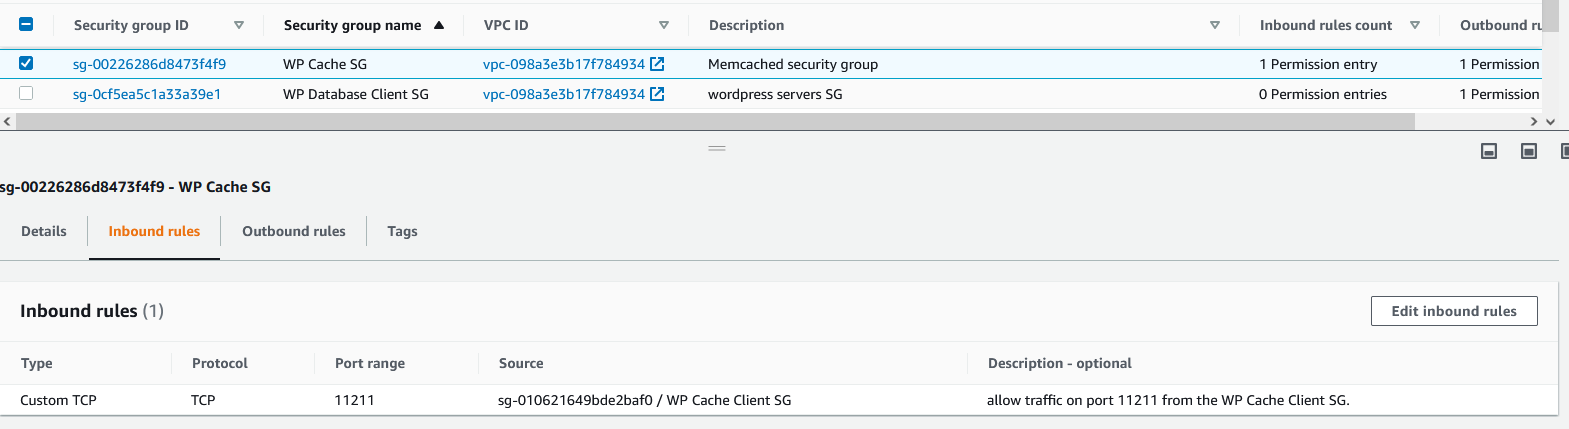 Security group ID Security group name VPC ID Description Inbound rules count Outbound ru
sg-00226286d8473f4f9 WP Cache SG vpc-098a3e3b17f784934 Memcached security group 1 Permission entry 1 Permission
sg-0cf5ea5c1a33a39e1 WP Database Client SG vpc-098a3e3b17f784934 wordpress servers SG 0 Permission entries 1 Permission
sg-00226286d8473f4f9 - WP Cache SG
Details Inbound rules Outbound rules Tags
Inbound rules (1) Edit inbound rules
Type Protocol Port range Source Description - optional
Custom TCP TCP 11211 sg-010621649bde2baf0 / WP Cache Client SG allow traffic on port 11211 from the WP Cache Client SG.